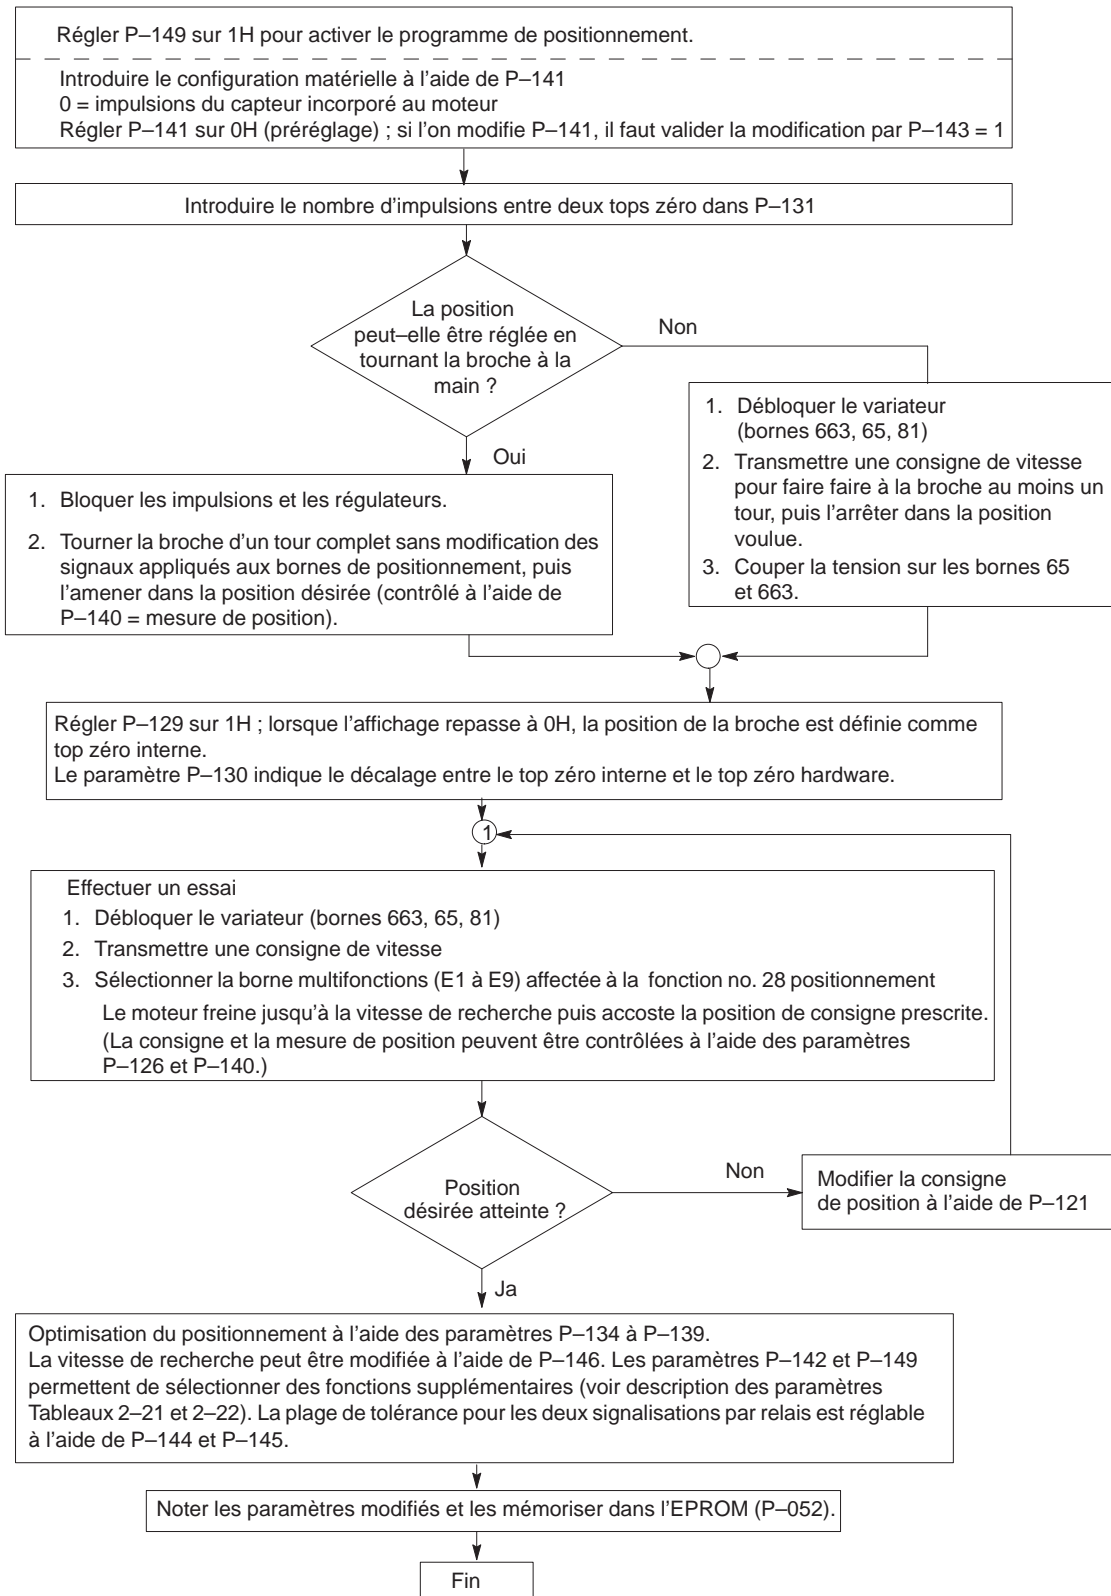 Régler P–149 sur 1H pour activer le programme de positionnement.
Introduire le configuration matérielle à l'aide de P–141
0 = impulsions du capteur incorporé au moteur
Régler P–141 sur 0H (préréglage) ; si l'on modifie P–141, il faut valider la modification par P–143 = 1
Introduire le nombre d'impulsions entre deux tops zéro dans P–131
La position
peut–elle être réglée en
tournant la broche à la
main ?
Non
Oui
1. Débloquer le variateur
(bornes 663, 65, 81)
2. Transmettre une consigne de vitesse
pour faire faire à la broche au moins un
tour, puis l'arrêter dans la position
voulue.
3. Couper la tension sur les bornes 65
et 663.
1. Bloquer les impulsions et les régulateurs.
2. Tourner la broche d'un tour complet sans modification des
signaux appliqués aux bornes de positionnement, puis
l'amener dans la position désirée (contrôlé à l'aide de
P–140 = mesure de position).
Régler P–129 sur 1H ; lorsque l'affichage repasse à 0H, la position de la broche est définie comme
top zéro interne.
Le paramètre P–130 indique le décalage entre le top zéro interne et le top zéro hardware.
1
Effectuer un essai
1. Débloquer le variateur (bornes 663, 65, 81)
2. Transmettre une consigne de vitesse
3. Sélectionner la borne multifonctions (E1 à E9) affectée à la fonction no. 28 positionnement
Le moteur freine jusqu'à la vitesse de recherche puis accoste la position de consigne prescrite.
(La consigne et la mesure de position peuvent être contrôlées à l'aide des paramètres
P–126 et P–140.)
Position
désirée atteinte ?
Non
Modifier la consigne
de position à l'aide de P–121
Ja
Optimisation du positionnement à l'aide des paramètres P–134 à P–139.
La vitesse de recherche peut être modifiée à l'aide de P–146. Les paramètres P–142 et P–149
permettent de sélectionner des fonctions supplémentaires (voir description des paramètres
Tableaux 2–21 et 2–22). La plage de tolérance pour les deux signalisations par relais est réglable
à l'aide de P–144 et P–145.
Noter les paramètres modifiés et les mémoriser dans l'EPROM (P–052).
Fin